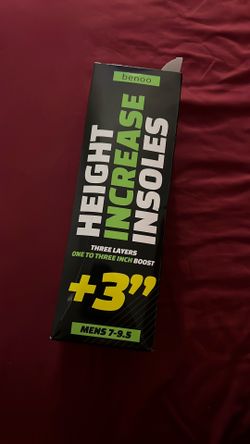 benoo
HEIGHT
INCREASE
INSOLES
THREE LAYERS
ONE TO THREE INCH BOOST
+3”
MENS 7-9.5